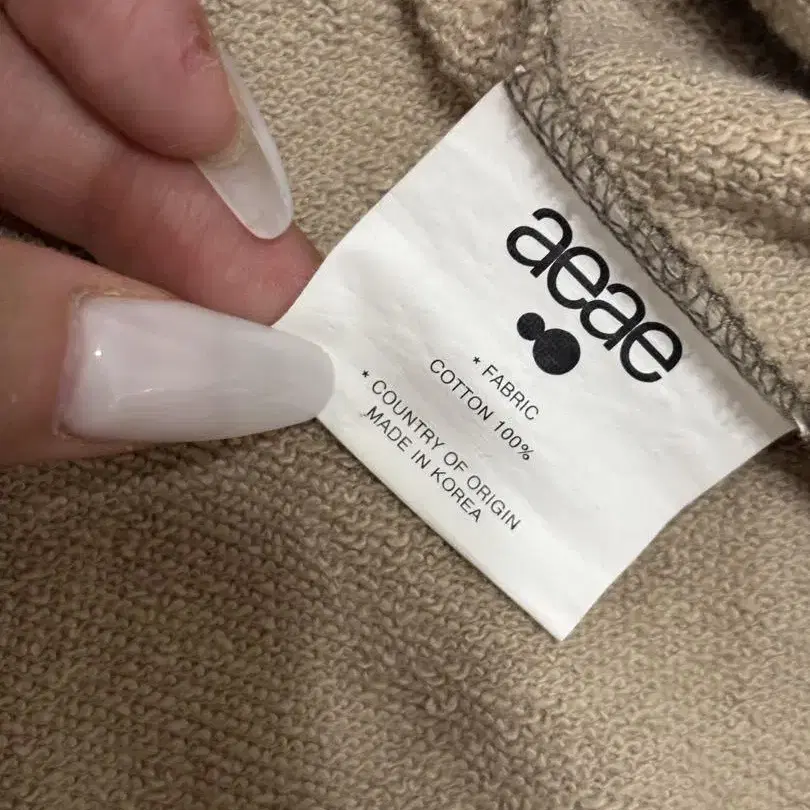 aeae
* FABRIC
COTTON 100%
* COUNTRY OF ORIGIN
MADE IN KOREA